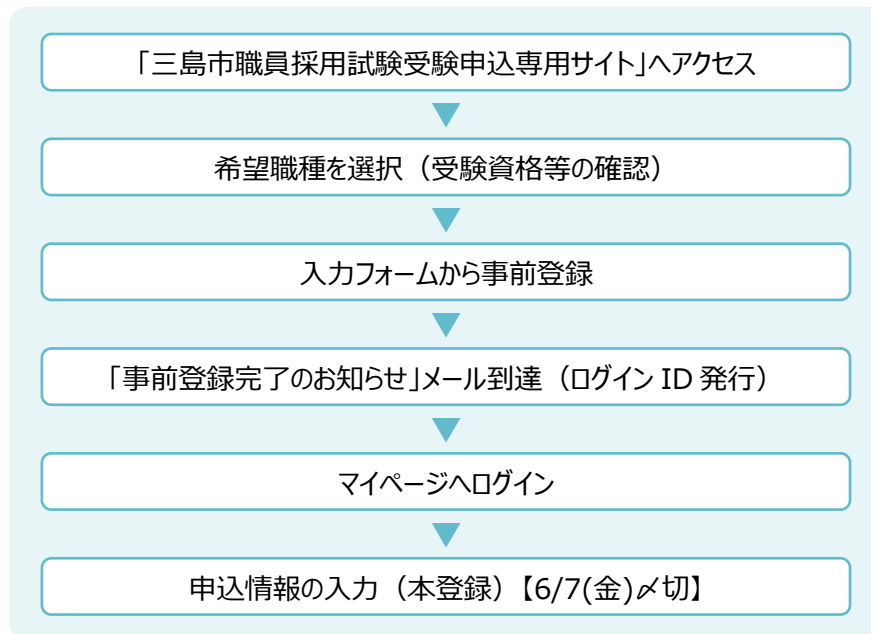 「三島市職員採用試験受験申込専用サイト」へアクセス
希望職種を選択（受験資格等の確認）
入力フォームから事前登録
「事前登録完了のお知らせ」メール到達（ログイン ID 発行）
マイページへログイン
申込情報の入力（本登録）【6/7(金)〆切】